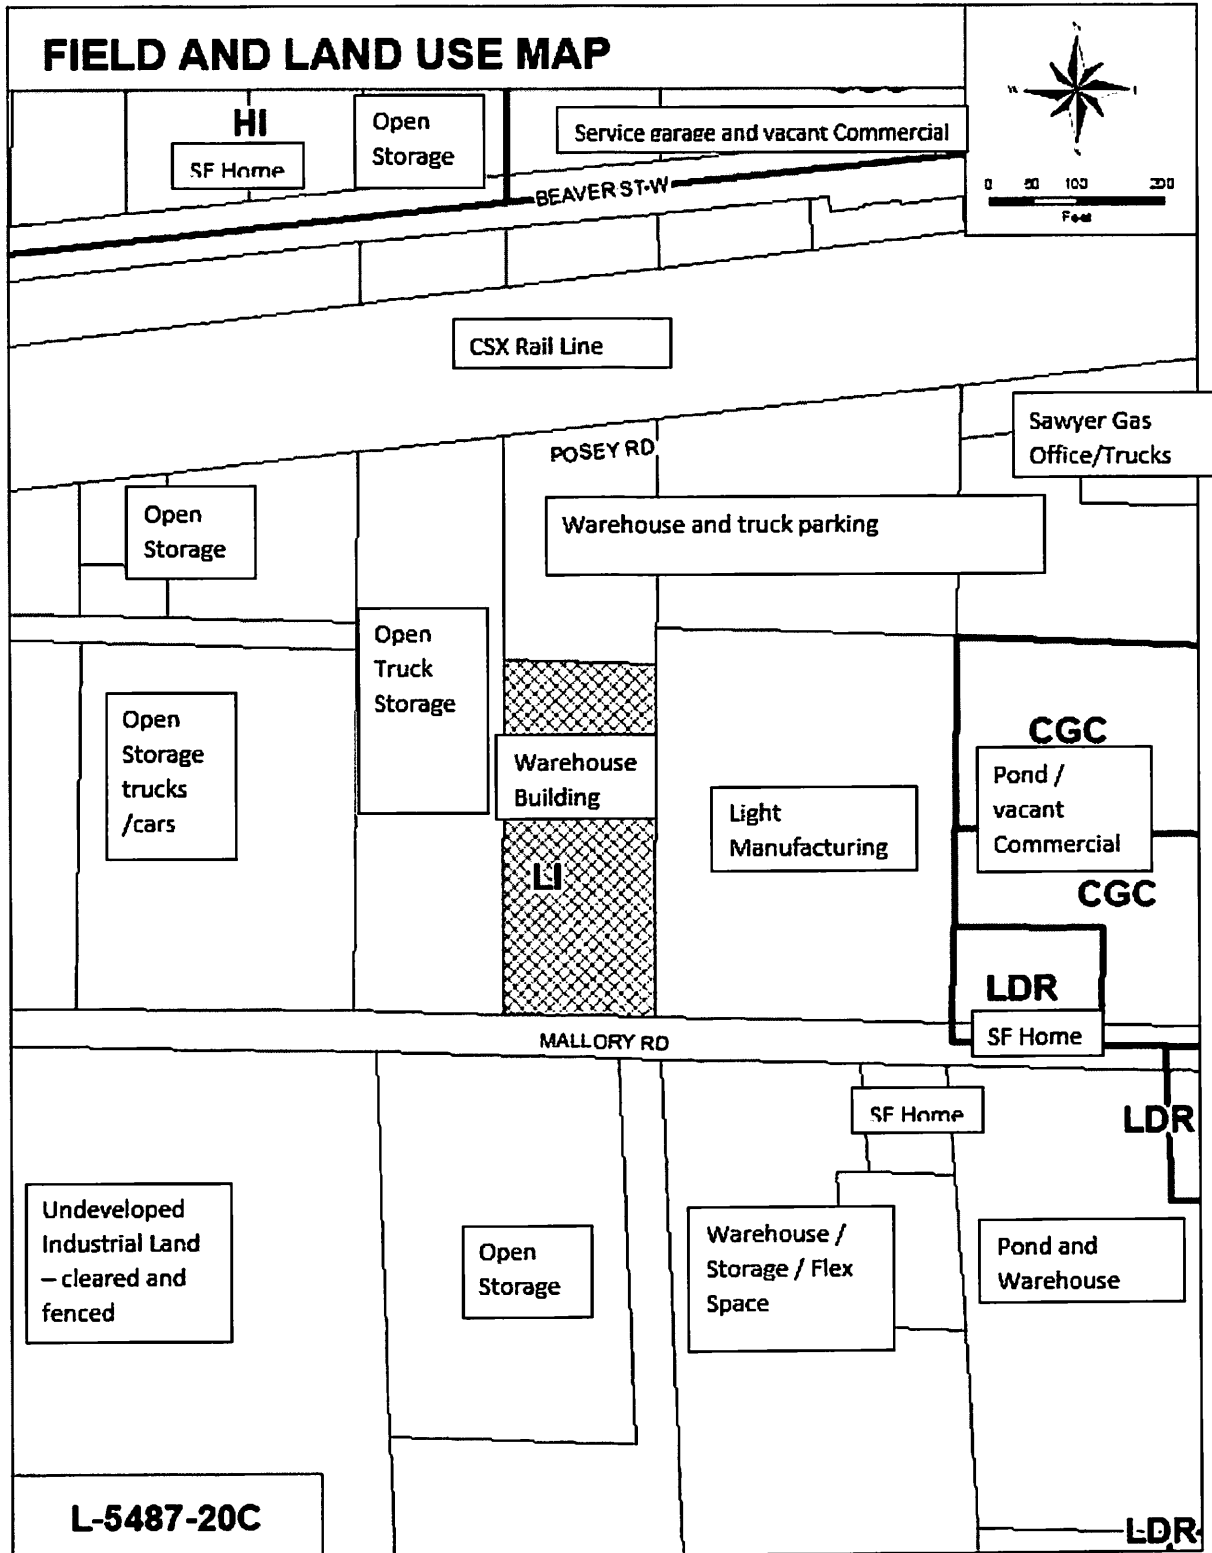 FIELD AND LAND USE MAP
HI
SF Home
Open
Storage
Service garage and vacant Commercial
BEAVER ST-W
W
0 50 100 200
Feet
CSX Rail Line
POSEY RD
Sawyer Gas
Office/Trucks
Open
Storage
Warehouse and truck parking
Open
Truck
Storage
Open
Storage
trucks
/cars
Warehouse
Building
LI
Light
Manufacturing
CGC
Pond /
vacant
Commercial
CGC
LDR
SF Home
MALLORY RD
SF Home
LDR
Undeveloped
Industrial Land
– cleared and
fenced
Open
Storage
Warehouse /
Storage / Flex
Space
Pond and
Warehouse
L-5487-20C
LDR